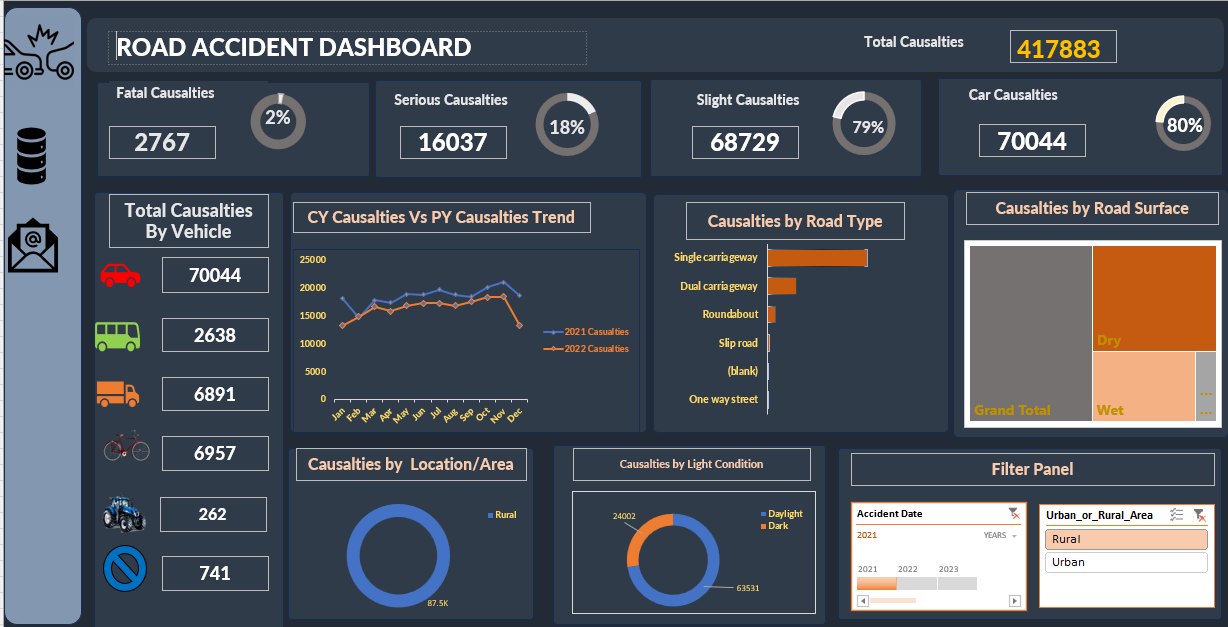 ROAD ACCIDENT DASHBOARD
Total Causalties
417883
Fatal Causalties
2767
2%
Serious Causalties
16037
18%
Slight Causalties
68729
79%
Car Causalties
70044
80%
Total Causalties
By Vehicle
70044
2638
6891
6957
262
741
CY Causalties Vs PY Causalties Trend
25000
20000
15000
10000
5000
0
Jan
Feb
Mar
Apr
May
Jun
Jul
Aug
Sep
Oct
Nov
Dec
2021 Causalties
2022 Causalties
Causalties by Road Type
Single carriageway
Dual carriageway
Roundabout
Slip road
(blank)
One way street
Causalties by Road Surface
Grand Total
Dry
Wet
...
...
Causalties by Location/Area
Rural
87.5K
Causalties by Light Condition
24002
63531
Daylight
Dark
Filter Panel
Accident Date
2021
YEARS
2021 2022 2023
Urban_or_Rural_Area
Rural
Urban
@